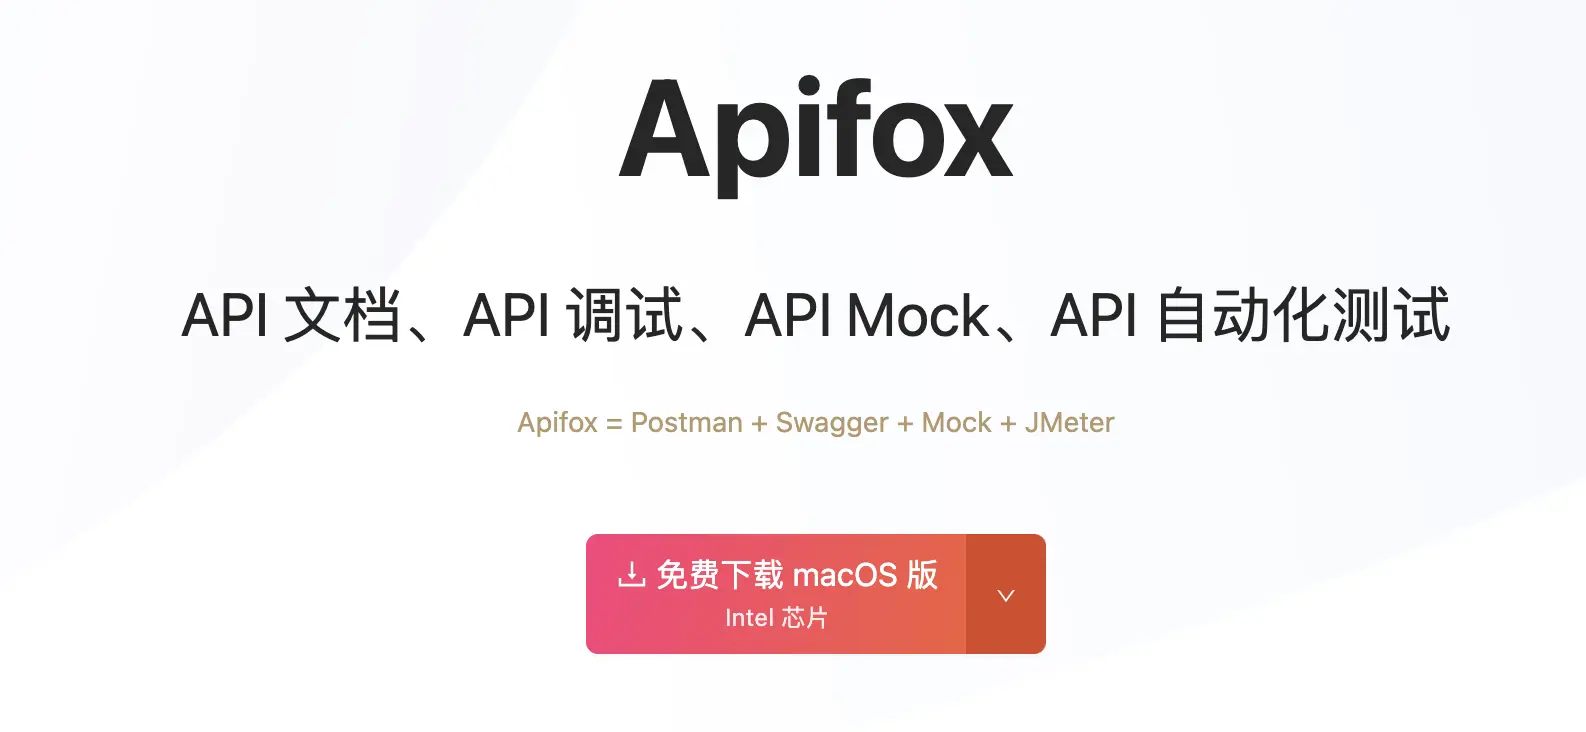 Apifox
API 文档、API 调试、API Mock、API 自动化测试
Apifox = Postman + Swagger + Mock + JMeter
免费下载 macOS 版
Intel 芯片